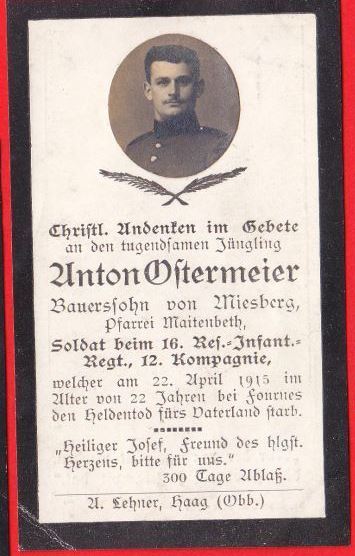 Christl. Andenken im Gebete
an den tugendsamen Jüngling
Anton Ostermeier
Bauerssohn von Miesberg,
Pfarrei Maitenbeth,
Soldat beim 16. Res.-Infant.-
Regt., 12. Kompagnie,
welcher am 22. April 1915 im
Alter von 22 Jahren bei Fournes
den Heldentod fürs Vaterland starb.
„Heiliger Josef, Freund des hlgst.
Herzens, bitte für uns."
300 Tage Ablaß.
A. Lehner, Haag (Obb.)